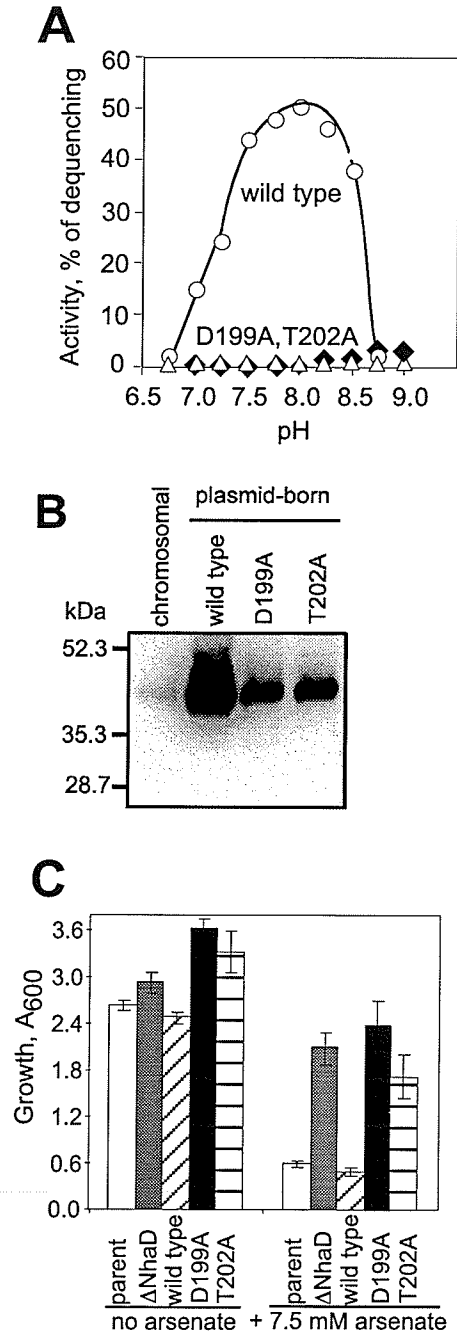 A
Activity, % of dequenching
60
50
40
30
20
10
0
wild type
D199A,T202A
6.5 7.0 7.5 8.0 8.5 9.0
pH
B
plasmid-born
chromosomal
wild type
D199A
T202A
kDa
52.3
35.3
28.7
C
Growth, A600
3.6
3.0
2.4
1.8
1.2
0.6
0.0
parent
ΔNhaD
wild type
D199A
T202A
parent
ΔNhaD
wild type
D199A
T202A
no arsenate
+ 7.5 mM arsenate